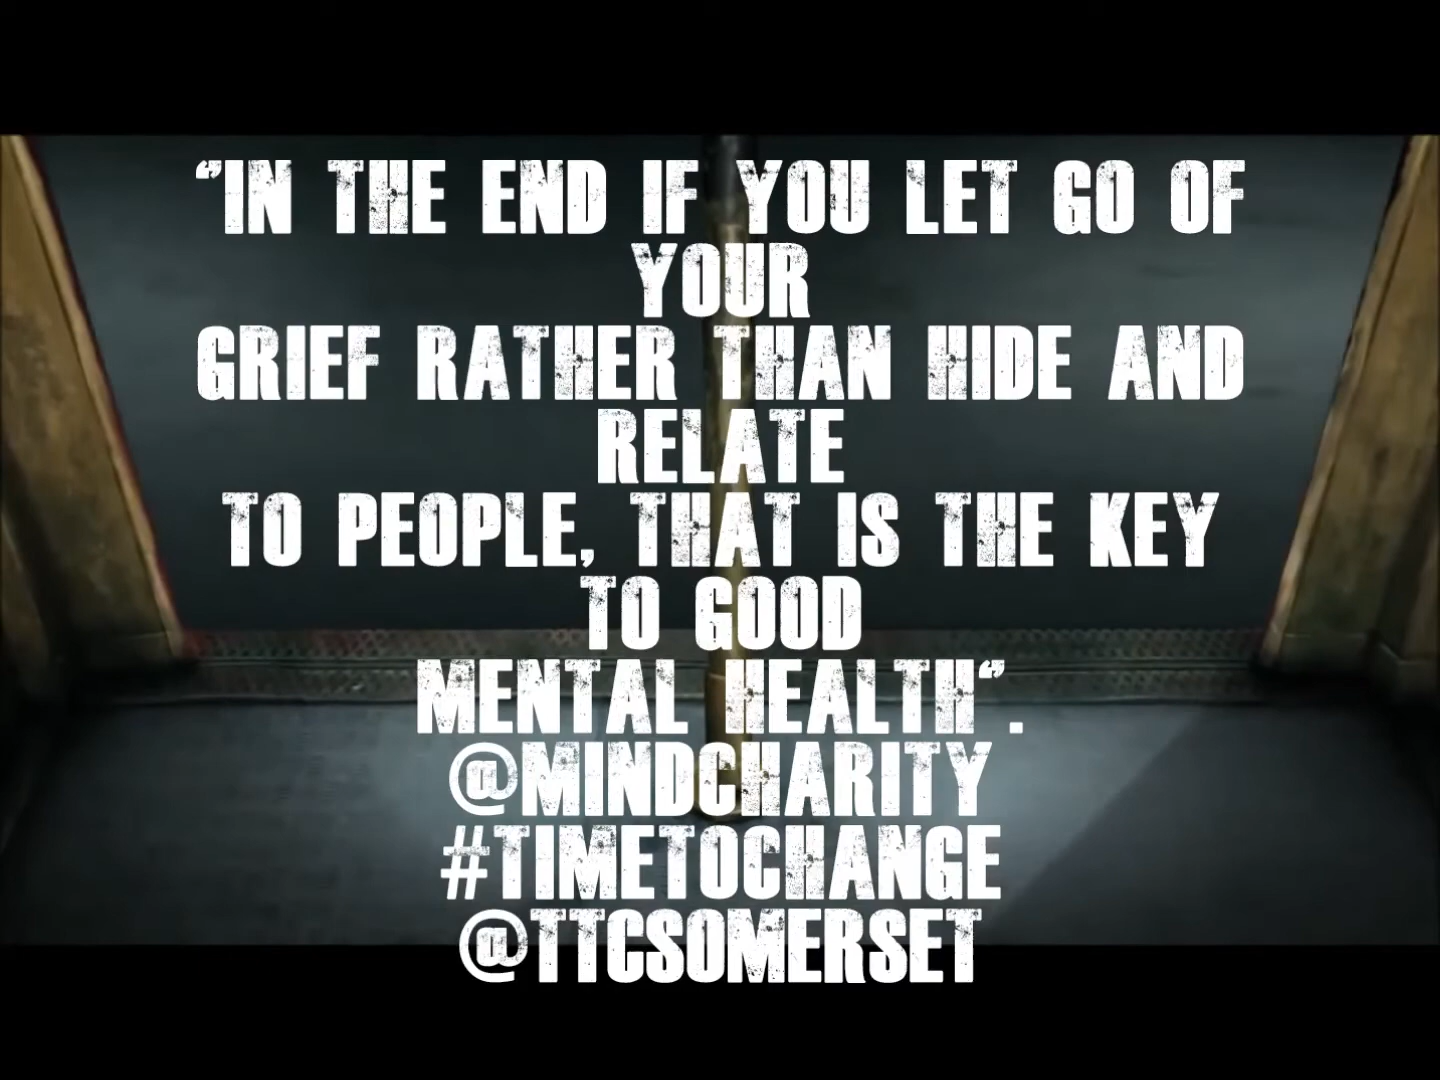 "IN THE END IF YOU LET GO OF
YOUR
GRIEF RATHER THAN HIDE AND
RELATE
TO PEOPLE, THAT IS THE KEY
TO GOOD
MENTAL HEALTH".
@MINDCHARITY
#TIMETOCHANGE
@TTCSOMERSET